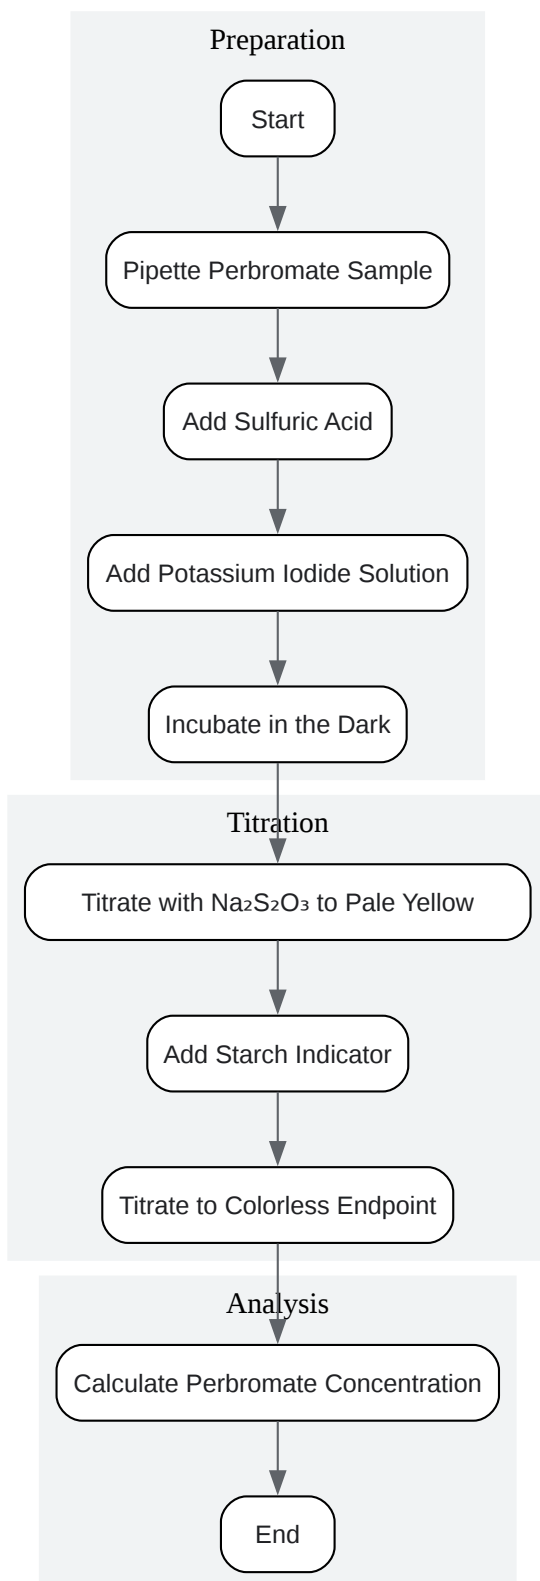 Preparation
Start
Pipette Perbromate Sample
Add Sulfuric Acid
Add Potassium Iodide Solution
Incubate in the Dark
Titration
Titrate with Na₂S₂O₃ to Pale Yellow
Add Starch Indicator
Titrate to Colorless Endpoint
Analysis
Calculate Perbromate Concentration
End